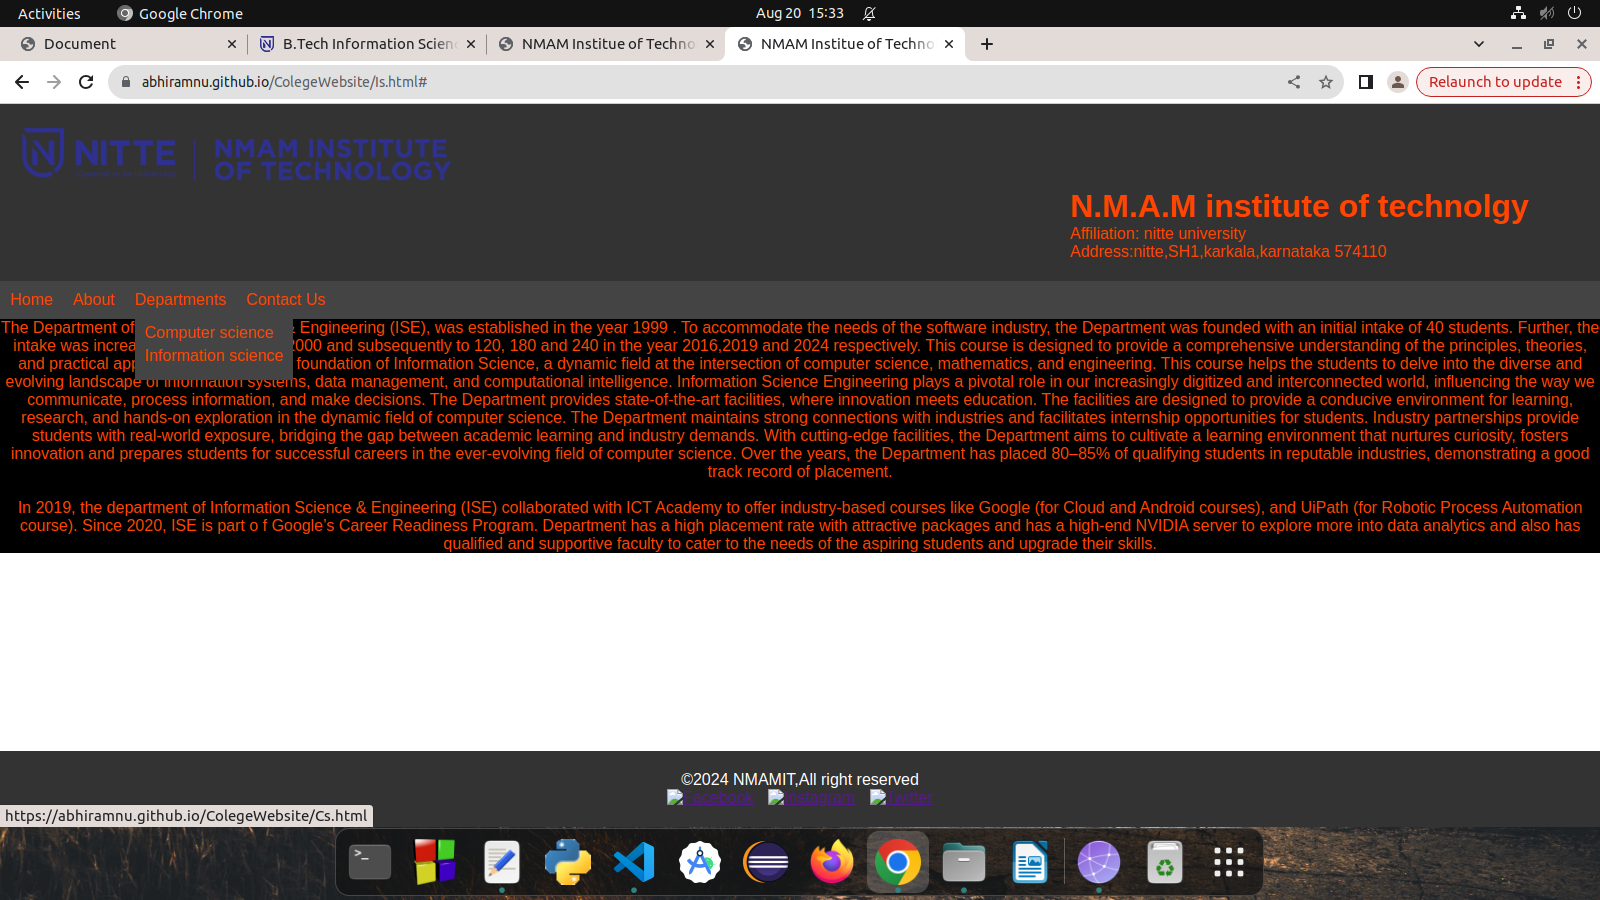 Activities
Google Chrome
Aug 20 15:33
Document
B.Tech Information Scien
NMAM Institue of Techno
NMAM Institue of Techno
abhiramnu.github.io/ColegeWebsite/Is.html#
Relaunch to update
NITTE
NMAM INSTITUTE
OF TECHNOLOGY
N.M.A.M institute of technolgy
Affiliation: nitte university
Address:nitte,SH1,karkala,karnataka 574110
Home About Departments Contact Us
Computer science
Information science
The Department of & Engineering (ISE), was established in the year 1999 . To accommodate the needs of the software industry, the Department was founded with an initial intake of 40 students. Further, the
intake was increa 2000 and subsequently to 120, 180 and 240 in the year 2016,2019 and 2024 respectively. This course is designed to provide a comprehensive understanding of the principles, theories,
and practical app foundation of Information Science, a dynamic field at the intersection of computer science, mathematics, and engineering. This course helps the students to delve into the diverse and
evolving landscape of information systems, data management, and computational intelligence. Information Science Engineering plays a pivotal role in our increasingly digitized and interconnected world, influencing the way we
communicate, process information, and make decisions. The Department provides state-of-the-art facilities, where innovation meets education. The facilities are designed to provide a conducive environment for learning,
research, and hands-on exploration in the dynamic field of computer science. The Department maintains strong connections with industries and facilitates internship opportunities for students. Industry partnerships provide
students with real-world exposure, bridging the gap between academic learning and industry demands. With cutting-edge facilities, the Department aims to cultivate a learning environment that nurtures curiosity, fosters
innovation and prepares students for successful careers in the ever-evolving field of computer science. Over the years, the Department has placed 80–85% of qualifying students in reputable industries, demonstrating a good
track record of placement.
In 2019, the department of Information Science & Engineering (ISE) collaborated with ICT Academy to offer industry-based courses like Google (for Cloud and Android courses), and UiPath (for Robotic Process Automation
course). Since 2020, ISE is part o f Google’s Career Readiness Program. Department has a high placement rate with attractive packages and has a high-end NVIDIA server to explore more into data analytics and also has
qualified and supportive faculty to cater to the needs of the aspiring students and upgrade their skills.
©2024 NMAMIT,All right reserved
Facebook Instagram Twitter
https://abhiramnu.github.io/ColegeWebsite/Cs.html